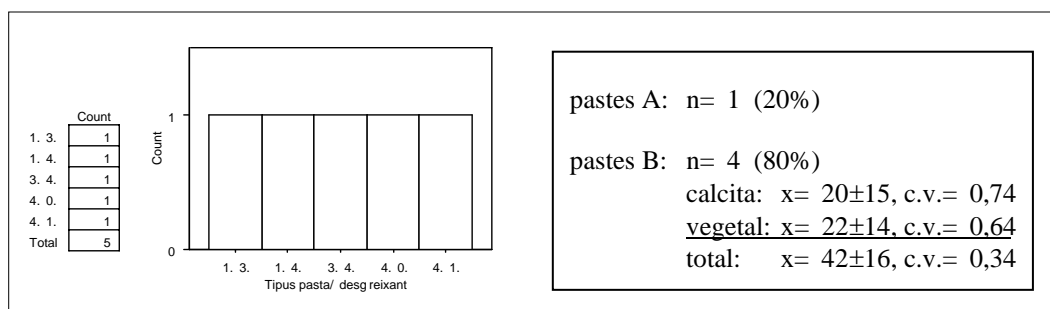 Count
1. 3. 1
1. 4. 1
3. 4. 1
4. 0. 1
4. 1. 1
Total 5
Count
1
0
1. 3. 1. 4. 3. 4. 4. 0. 4. 1.
Tipus pasta/ desg reixant
pastes A: n= 1 (20%)
pastes B: n= 4 (80%)
calcita: x= 20±15, c.v.= 0,74
vegetal: x= 22±14, c.v.= 0,64
total: x= 42±16, c.v.= 0,34